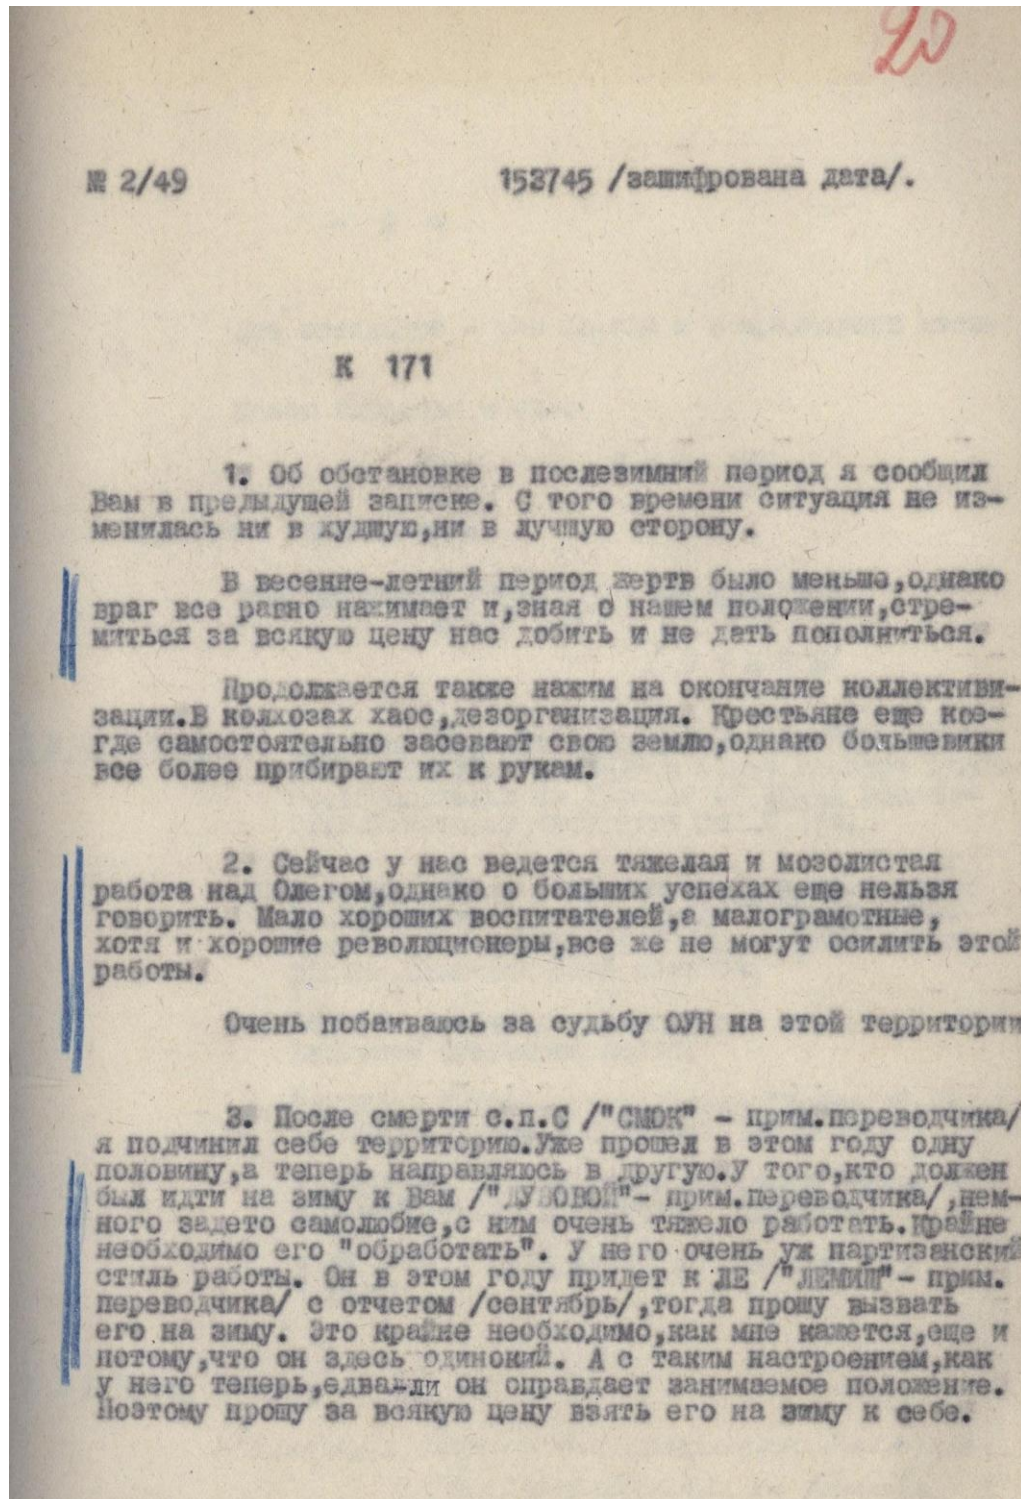 20
№ 2/49 153745 /зашифрована дата/.
К 171
1. Об обстановке в послезимний период я сообщил
Вам в предыдущей записке. С того времени ситуация не из-
менилась ни в худшую,ни в лучшую сторону.
В весенне-летний период жертв было меньше,однако
враг все равно нажимает и,зная о нашем положении,стре-
миться за всякую цену нас добить и не дать пополниться.
Продолжается также нажим на окончание коллективи-
зации.В колхозах хаос,дезорганизация. Крестьяне еще кое-
где самостоятельно засевают свою землю,однако большевики
все более прибирают их к рукам.
2. Сейчас у нас ведется тяжелая и мозолистая
работа над Олегом,однако о больших успехах еще нельзя
говорить. Мало хороших воспитателей,а малограмотные,
хотя и хорошие революционеры,все же не могут осилить этой
работы.
Очень побаиваюсь за судьбу ОУН на этой территории
3. После смерти с.п.С /"СМОК" - прим.переводчика/
я подчинил себе территорию.Уже прошел в этом году одну
половину,а теперь направляюсь в другую.У того,кто должен
был идти на зиму к Вам /"ДУБОВОЙ"- прим.переводчика/,нем-
ного задето самолюбие,с ним очень тяжело работать.Крайне
необходимо его "обработать". У него очень уж партизанский
стиль работы. Он в этом году придет к ЛЕ /"ЛЕМИШ"- прим.
переводчика/ с отчетом /сентябрь/,тогда прошу вызвать
его на зиму. Это крайне необходимо,как мне кажется,еще и
потому,что он здесь одинокий. А с таким настроением,как
у него теперь,едва-ли он оправдает занимаемое положение.
Поэтому прошу за всякую цену взять его на зиму к себе.